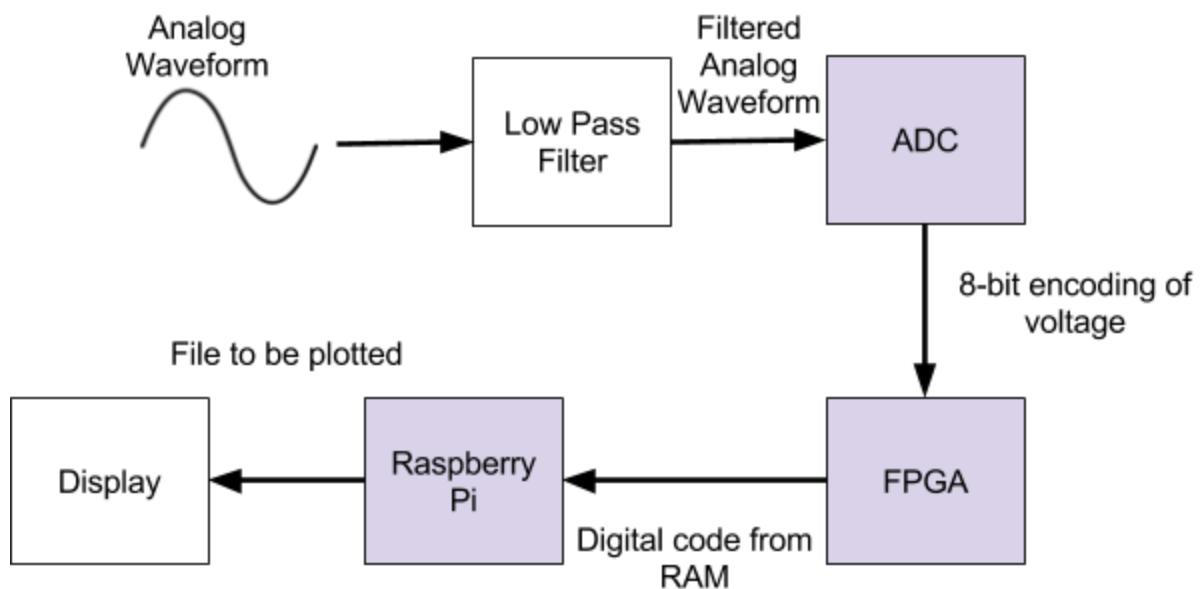 Analog
Waveform
Low Pass
Filter
Filtered
Analog
Waveform
ADC
8-bit encoding of
voltage
FPGA
Digital code from
RAM
Raspberry
Pi
File to be plotted
Display